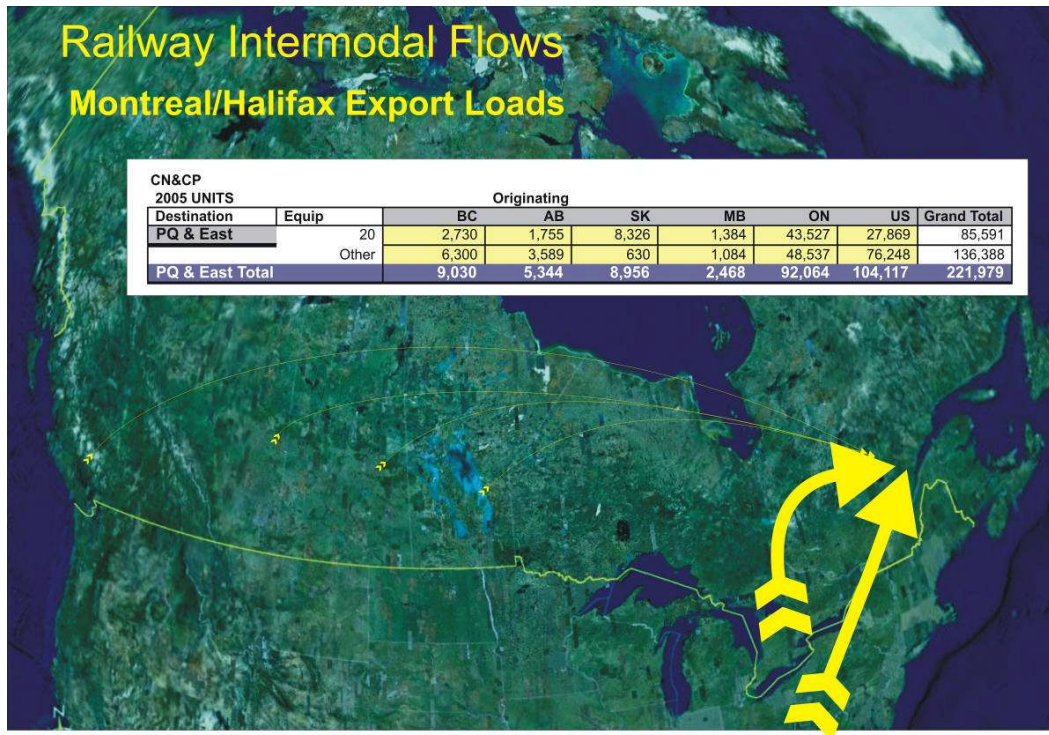 Railway Intermodal Flows
Montreal/Halifax Export Loads
CN&CP
2005 UNITS Originating
Destination Equip BC AB SK MB ON US Grand Total
PQ & East 20 2,730 1,755 8,326 1,384 43,527 27,869 85,591
Other 6,300 3,589 630 1,084 48,537 76,248 136,388
PQ & East Total 9,030 5,344 8,956 2,468 92,064 104,117 221,979